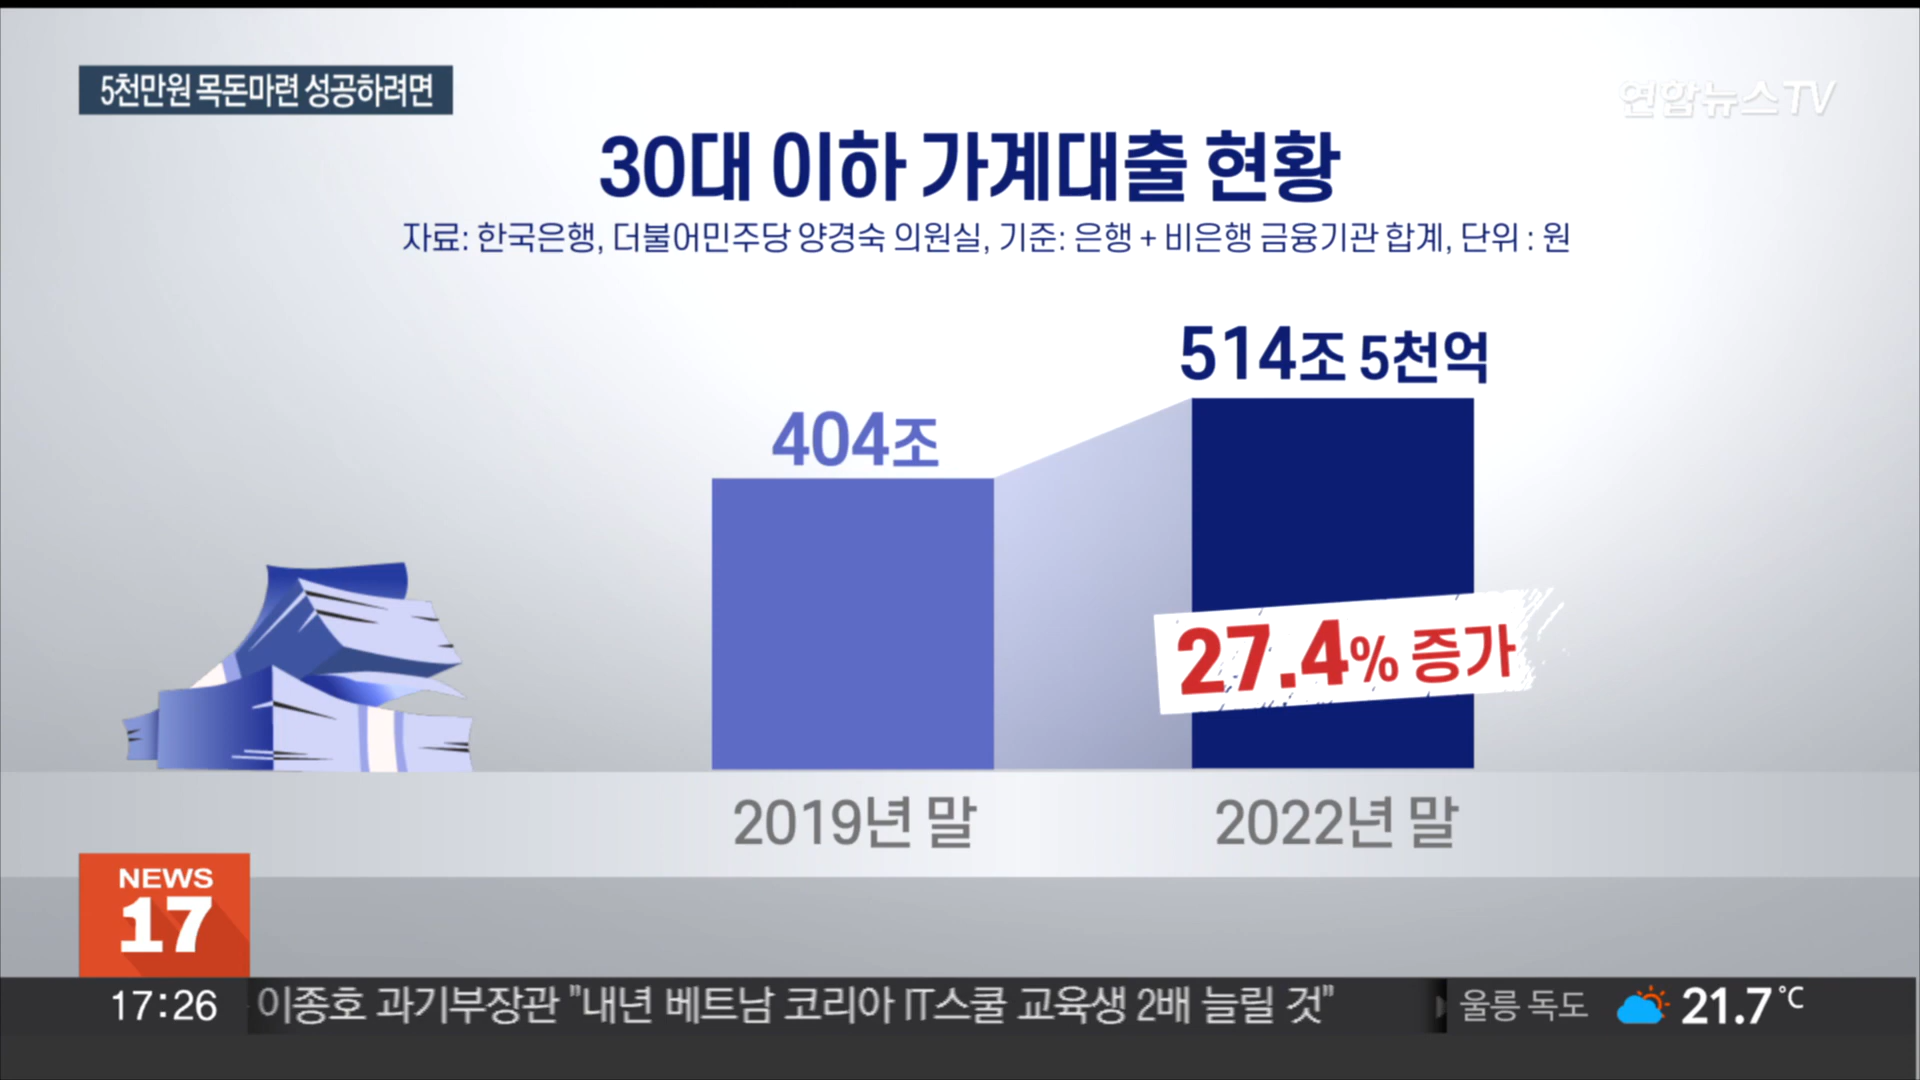 5천만원 목돈마련 성공하려면
연합뉴스TV
30대 이하 가계대출 현황
자료: 한국은행, 더불어민주당 양경숙 의원실, 기준: 은행 + 비은행 금융기관 합계, 단위 : 원
514조 5천억
404조
27.4% 증가
2019년 말
2022년 말
NEWS
17
17:26
이종호 과기부장관 "내년 베트남 코리아 IT스쿨 교육생 2배 늘릴 것"
울릉 독도
21.7℃